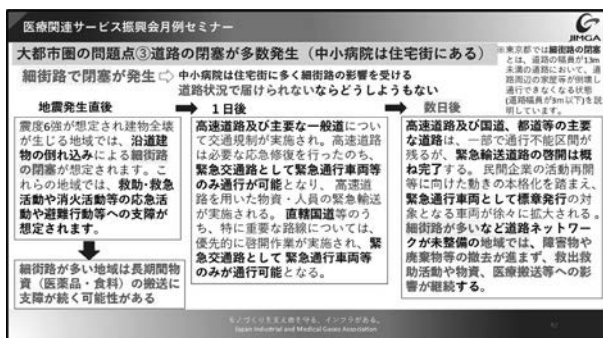 医療関連サービス振興会月例セミナー
JIMGA
大都市圏の問題点③道路の閉塞が多数発生（中小病院は住宅街にある）
※東京都では細街路の閉塞
とは、道路の幅員が13m
未満の道路において、道
路周辺の家屋等が倒壊し
通行できなくなる状態
(道路幅員が3m以下)を説
明しています。
細街路で閉塞が発生⇨中小病院は住宅街に多く細街路の影響を受ける
道路状況で届けられないならどうしようもない
地震発生直後
震度6強が想定され建物全壊
が生じる地域では、沿道建
物の倒れ込みによる細街路
の閉塞が想定されます。こ
れらの地域では、救助・救急
活動や消火活動等の応急活
動や避難行動等への支障が
想定されます。
細街路が多い地域は長期間物
資（医薬品・食料）の搬送に
支障が続く可能性がある
1日後
高速道路及び主要な一般道につい
て交通規制が実施され。高速道路
は必要な応急修復を行ったのち、
緊急交通路として緊急通行車両等
のみ通行が可能となり、高速道路
を用いた物資・人員の緊急輸送が
実施される。直轄国道等のう
ち、特に重要な路線については、
優先的に啓開作業が実施され、緊
急交通路として緊急通行車両等
のみが通行可能となる。
数日後
高速道路及び国道、都道等の主要
な道路は、一部で通行不能区間が
残るが、緊急輸送道路の啓開は概
ね完了する。民間企業の活動再開
等に向けた動きの本格化を踏まえ、
緊急通行車両として標章発行の
対象となる車両が徐々に拡大される。
細街路が多いなど道路ネットワー
クが未整備の地域では、障害物や
廃棄物等の撤去が進まず、救出救
助活動や物資、医療搬送等への影
響が継続する。
モノづくりを支え命を守る、インフラがある。
Japan Industrial and Medical Gases Association